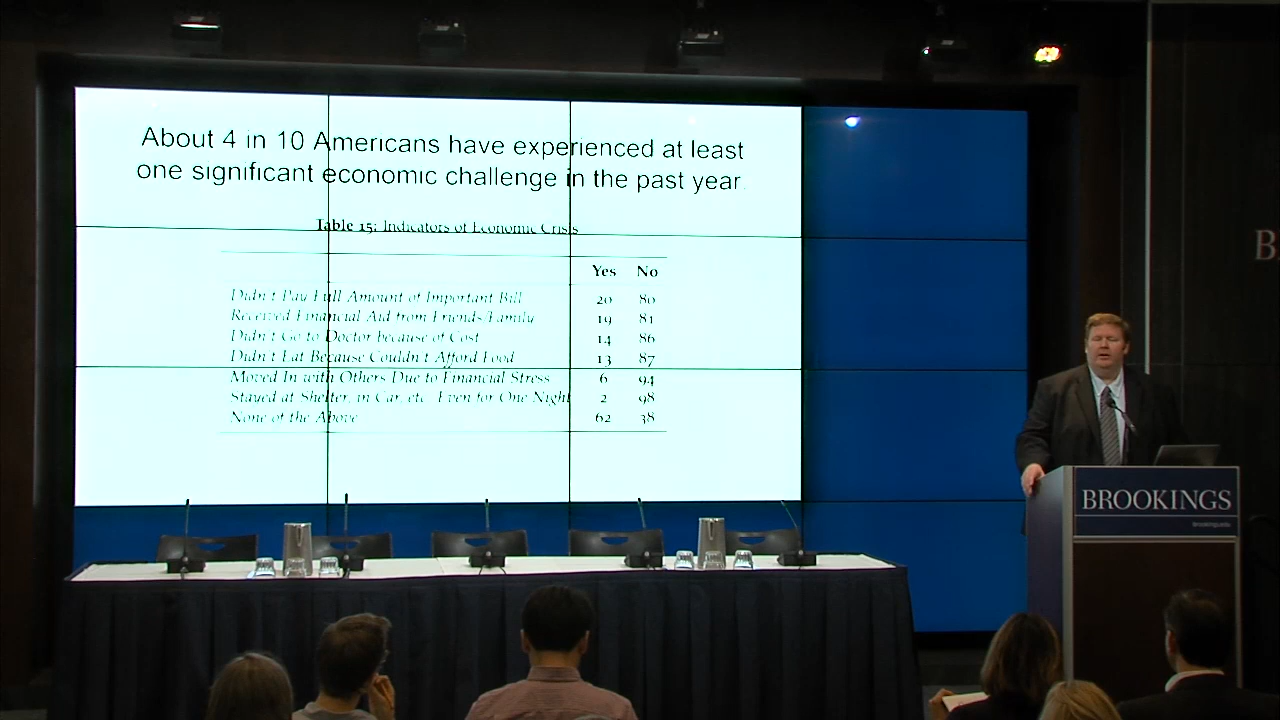 About 4 in 10 Americans have experienced at least
one significant economic challenge in the past year.
Table 15: Indicators of Economic Crisis
Yes No
Didn't Pay Full Amount of Important Bill 20 80
Received Financial Aid from Friends/Family 19 81
Didn't Go to Doctor because of Cost 14 86
Didn't Eat Because Couldn't Afford Food 13 87
Moved In with Others Due to Financial Stress 6 94
Stayed at Shelter, in Car, etc. Even for One Night 2 98
None of the Above 62 38
B
BROOKINGS
brookings.edu